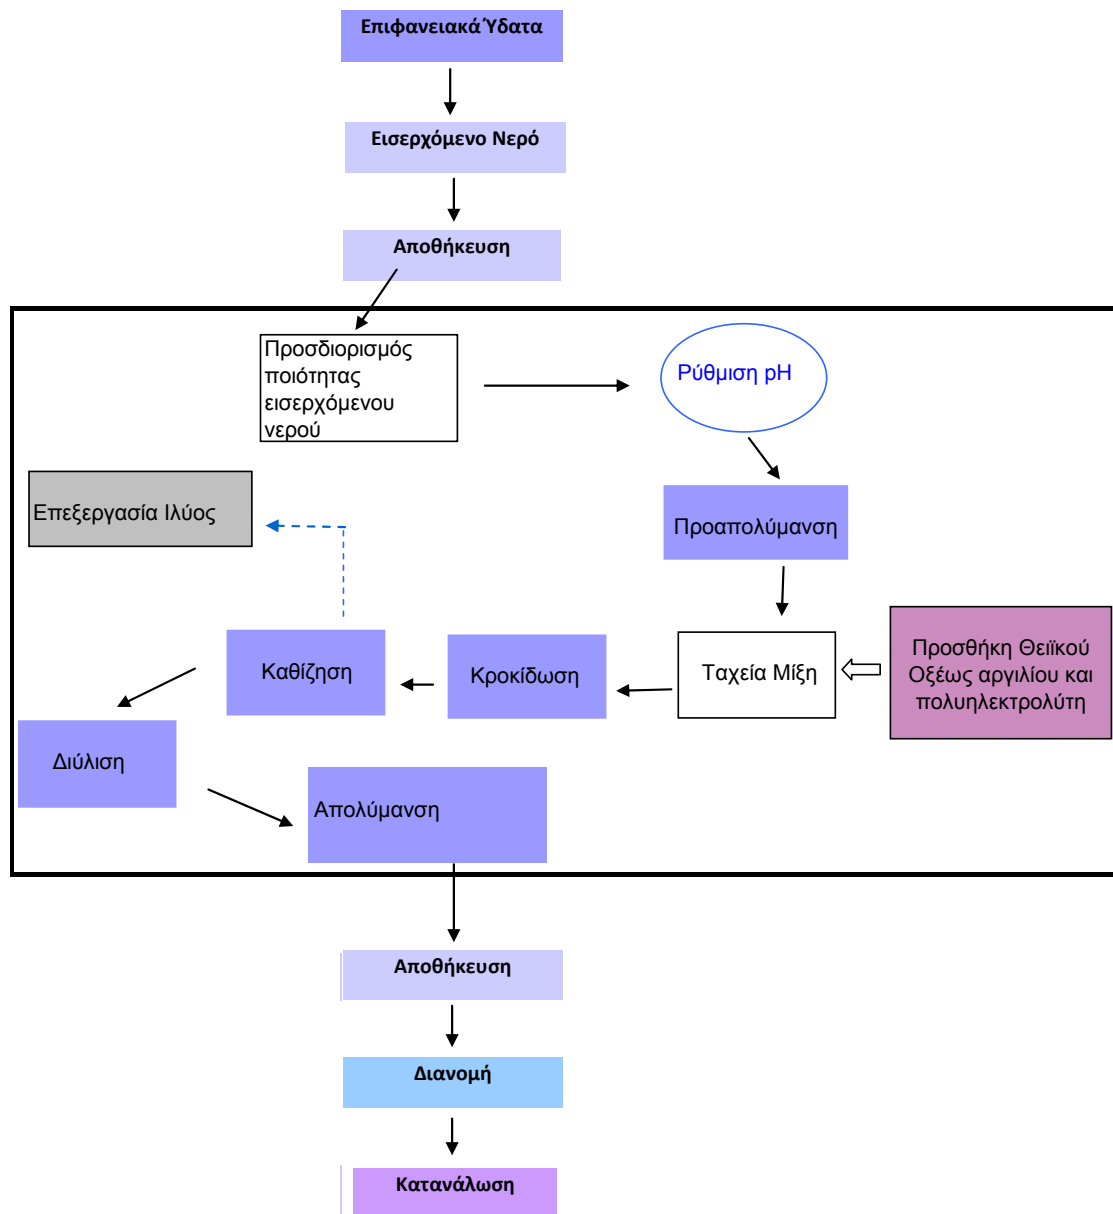 Επιφανειακά Ύδατα
Εισερχόμενο Νερό
Αποθήκευση
Προσδιορισμός
ποιότητας
εισερχόμενου
νερού
Ρύθμιση pH
Επεξεργασία Ιλύος
Προαπολύμανση
Καθίζηση
Κροκίδωση
Ταχεία Μίξη
Προσθήκη Θειϊκού
Οξέως αργιλίου και
πολυηλεκτρολύτη
Διύλιση
Απολύμανση
Αποθήκευση
Διανομή
Κατανάλωση